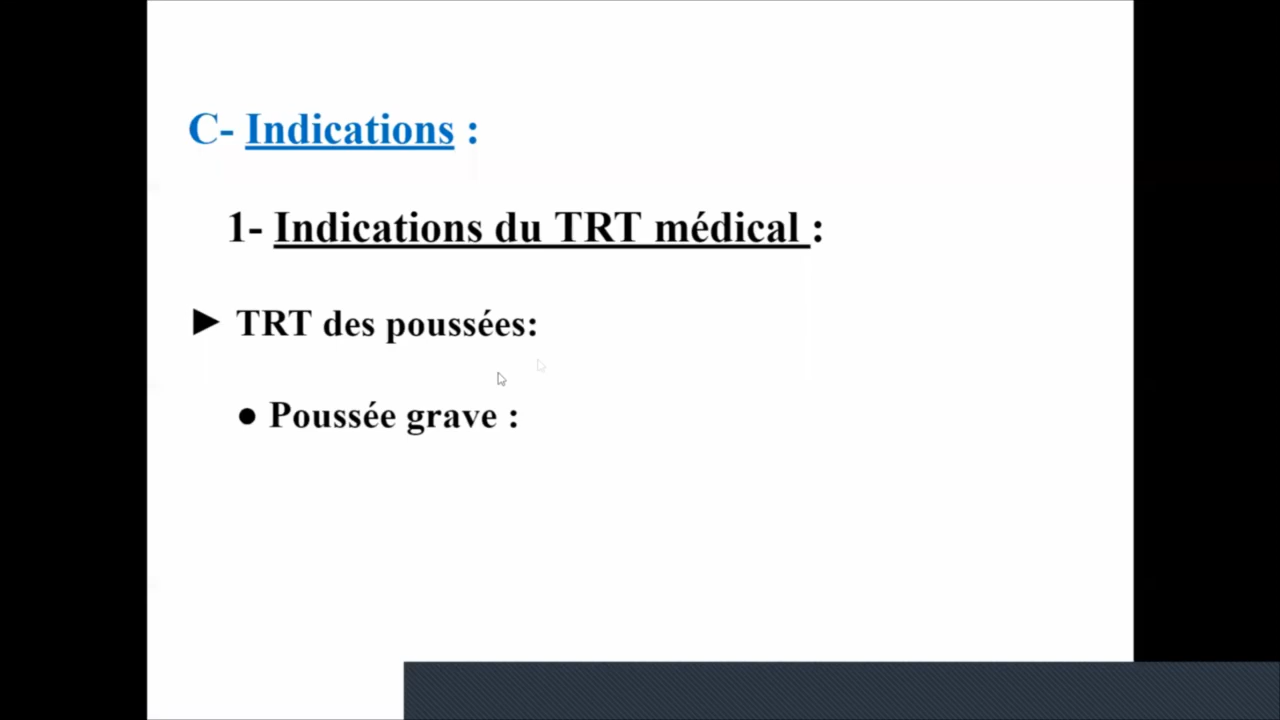 C- Indications :
1- Indications du TRT médical :
► TRT des poussées:
● Poussée grave :